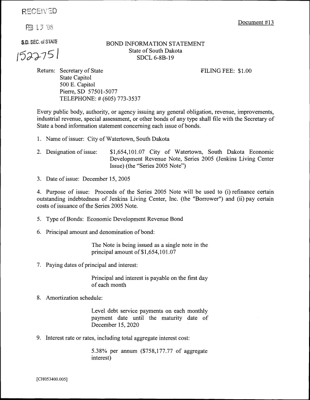 RECEIVED
Document #13
FEB 13 '06
S.D. SEC. of STATE
1522751
BOND INFORMATION STATEMENT
State of South Dakota
SDCL 6-8B-19
Return: Secretary of State FILING FEE: $1.00
State Capitol
500 E. Capitol
Pierre, SD 57501-5077
TELEPHONE: # (605) 773-3537
Every public body, authority, or agency issuing any general obligation, revenue, improvements,
industrial revenue, special assessment, or other bonds of any type shall file with the Secretary of
State a bond information statement concerning each issue of bonds.
1. Name of issuer: City of Watertown, South Dakota
2. Designation of issue: $1,654,101.07 City of Watertown, South Dakota Economic
Development Revenue Note, Series 2005 (Jenkins Living Center
Issue) (the "Series 2005 Note")
3. Date of issue: December 15, 2005
4. Purpose of issue: Proceeds of the Series 2005 Note will be used to (i) refinance certain
outstanding indebtedness of Jenkins Living Center, Inc. (the "Borrower") and (ii) pay certain
costs of issuance of the Series 2005 Note.
5. Type of Bonds: Economic Development Revenue Bond
6. Principal amount and denomination of bond:
The Note is being issued as a single note in the
principal amount of $1,654,101.07
7. Paying dates of principal and interest:
Principal and interest is payable on the first day
of each month
8. Amortization schedule:
Level debt service payments on each monthly
payment date until the maturity date of
December 15, 2020
9. Interest rate or rates, including total aggregate interest cost:
5.38% per annum ($758,177.77 of aggregate
interest)
[CH053400.005]